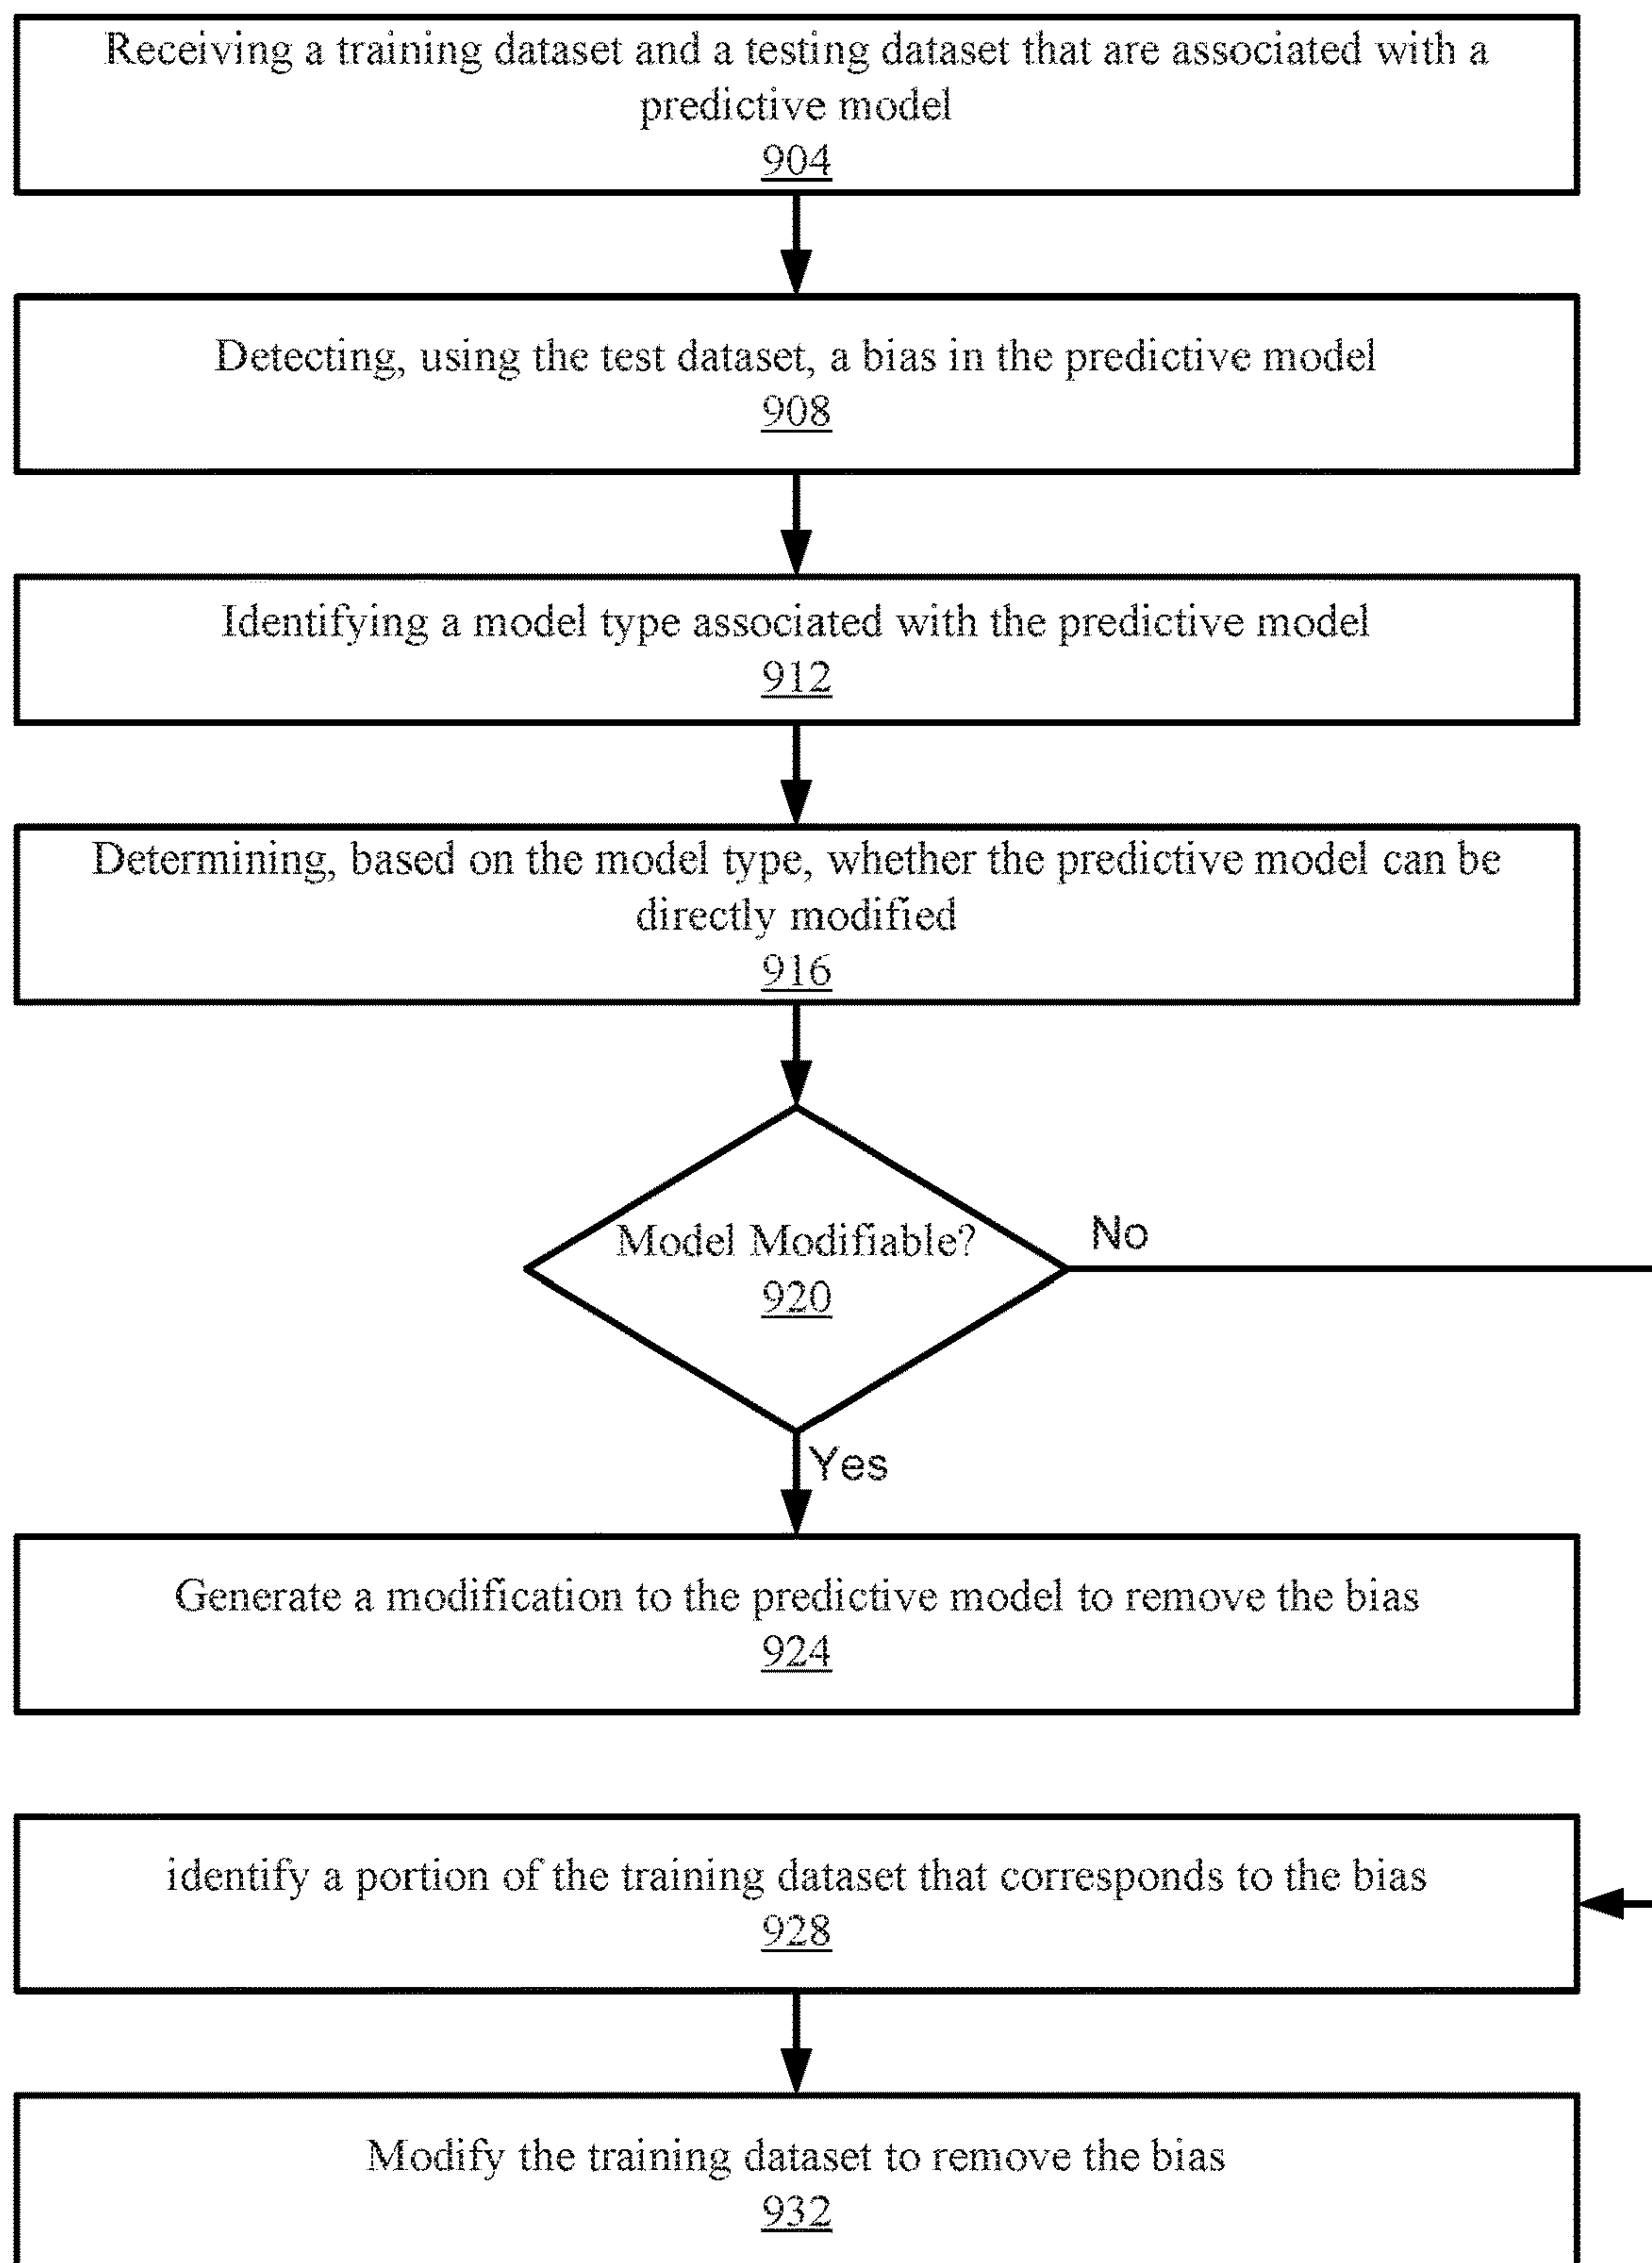 Receiving a training dataset and a testing dataset that are associated with a
predictive model
904
Detecting, using the test dataset, a bias in the predictive model
908
Identifying a model type associated with the predictive model
912
Determining, based on the model type, whether the predictive model can be
directly modified
916
Model Modifiable?
920
No
Yes
Generate a modification to the predictive model to remove the bias
924
identify a portion of the training dataset that corresponds to the bias
928
Modify the training dataset to remove the bias
932